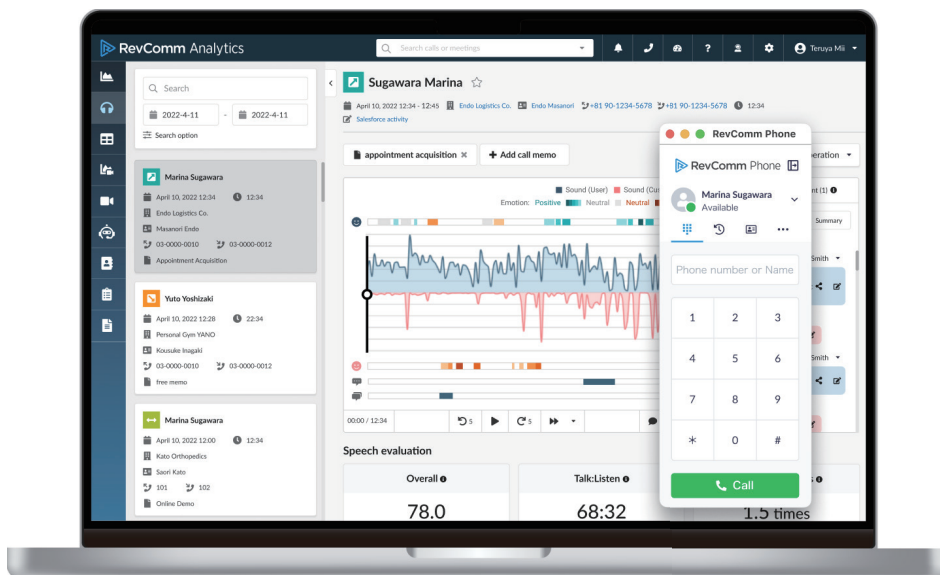 RevComm Analytics
Search calls or meetings
?
Teruya Mii
Search
2022-4-11 - 2022-4-11
Search option
Marina Sugawara
April 10, 2022 12:34 12:34
Endo Logistics Co.
Masanori Endo
03-0000-0010 03-0000-0012
Appointment Acquisition
Yuto Yoshizaki
April 10, 2022 12:28 22:34
Personal Gym YANO
Kousuke Inagaki
03-0000-0010 03-0000-0012
free memo
Marina Sugawara
April 10, 2022 12:00 12:34
Kato Orthopedics
Saori Kato
101 102
Online Demo
Sugawara Marina
April 10, 2022 12:34 - 12:45 Endo Logistics Co. Endo Masanori +81 90-1234-5678 +81 90-1234-5678 12:34
Salesforce activity
appointment acquisition × + Add call memo
eration
Sound (User) Sound (Cu
nt (1)
Emotion: Positive Neutral Neutral
Summary
Smith
Smith
00:00 / 12:34 5 5
Speech evaluation
Overall
78.0
Talk:Listen
68:32
s
1.5 times
RevComm Phone
RevComm Phone
Marina Sugawara
Available
Phone number or Name
1 2 3
4 5 6
7 8 9
* 0 #
Call